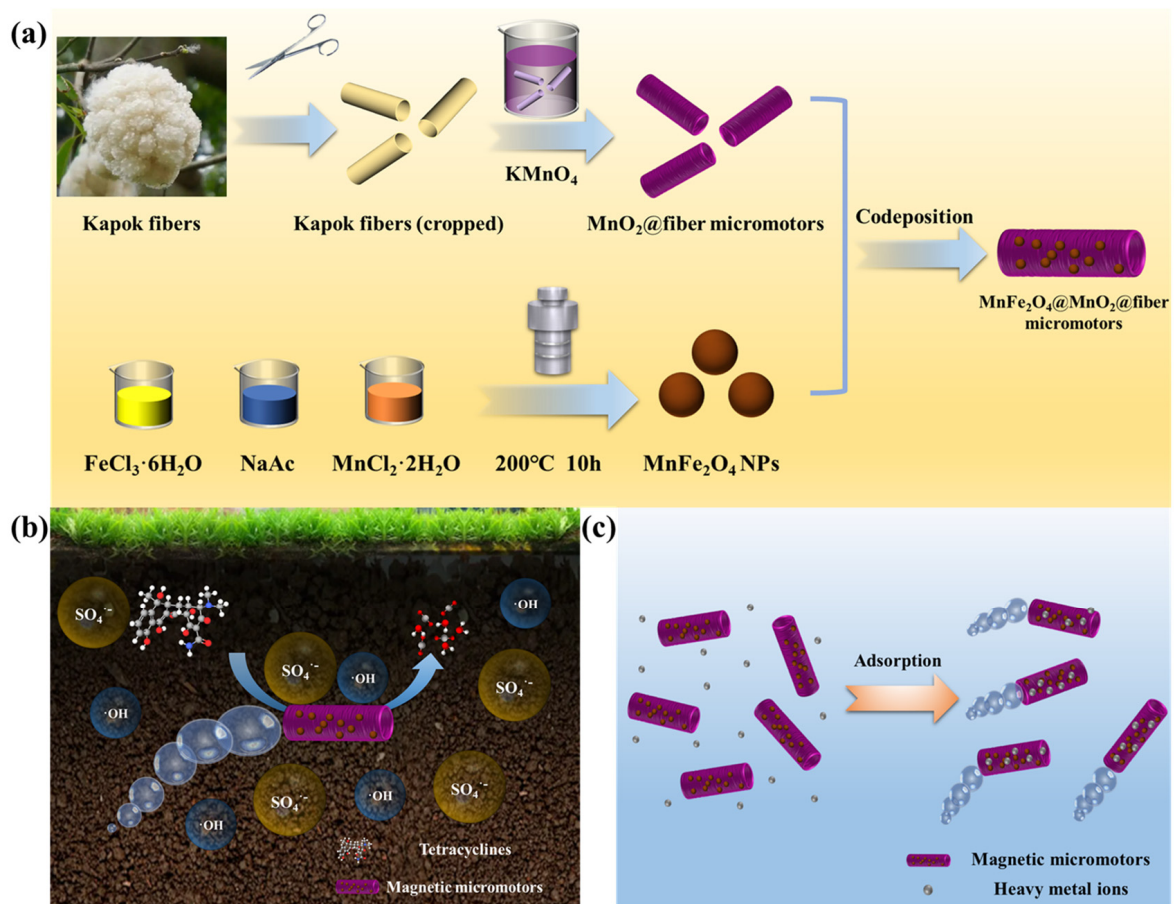 (a)
KMnO₄
Kapok fibers
Kapok fibers (cropped)
MnO₂@fiber micromotors
Codeposition
MnFe₂O₄@MnO₂@fiber
micromotors
FeCl₃·6H₂O
NaAc
MnCl₂·2H₂O
200℃ 10h
MnFe₂O₄ NPs
(b)
SO₄·⁻
·OH
SO₄·⁻
·OH
SO₄·⁻
·OH
SO₄·⁻
·OH
SO₄·⁻
·OH
Tetracyclines
Magnetic micromotors
(c)
Adsorption
Magnetic micromotors
Heavy metal ions